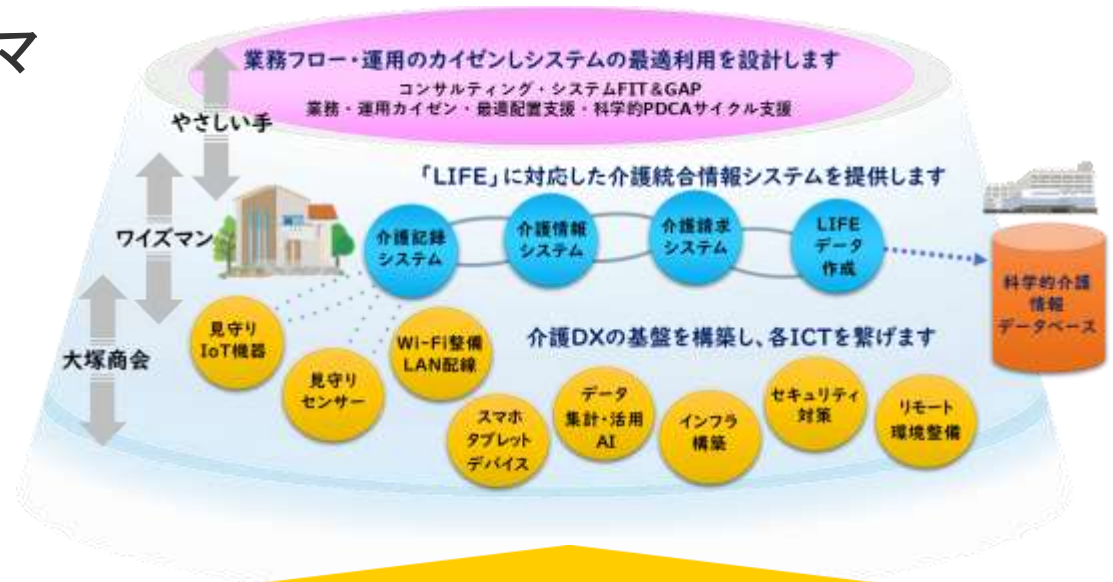 マ
業務フロー・運用のカイゼンしシステムの最適利用を設計します
コンサルティング・システムFIT&GAP
業務・運用カイゼン・最適配置支援・科学的PDCAサイクル支援
やさしい手
「LIFE」に対応した介護統合情報システムを提供します
ワイズマン
介護記録
システム
介護情報
システム
介護請求
システム
LIFE
データ
作成
科学的介護
情報
データベース
大塚商会
介護DXの基盤を構築し、各ICTを繋げます
見守り
IoT機器
見守り
センサー
Wi-Fi整備
LAN配線
スマホ
タブレット
デバイス
データ
集計・活用
AI
インフラ
構築
セキュリティ
対策
リモート
環境整備